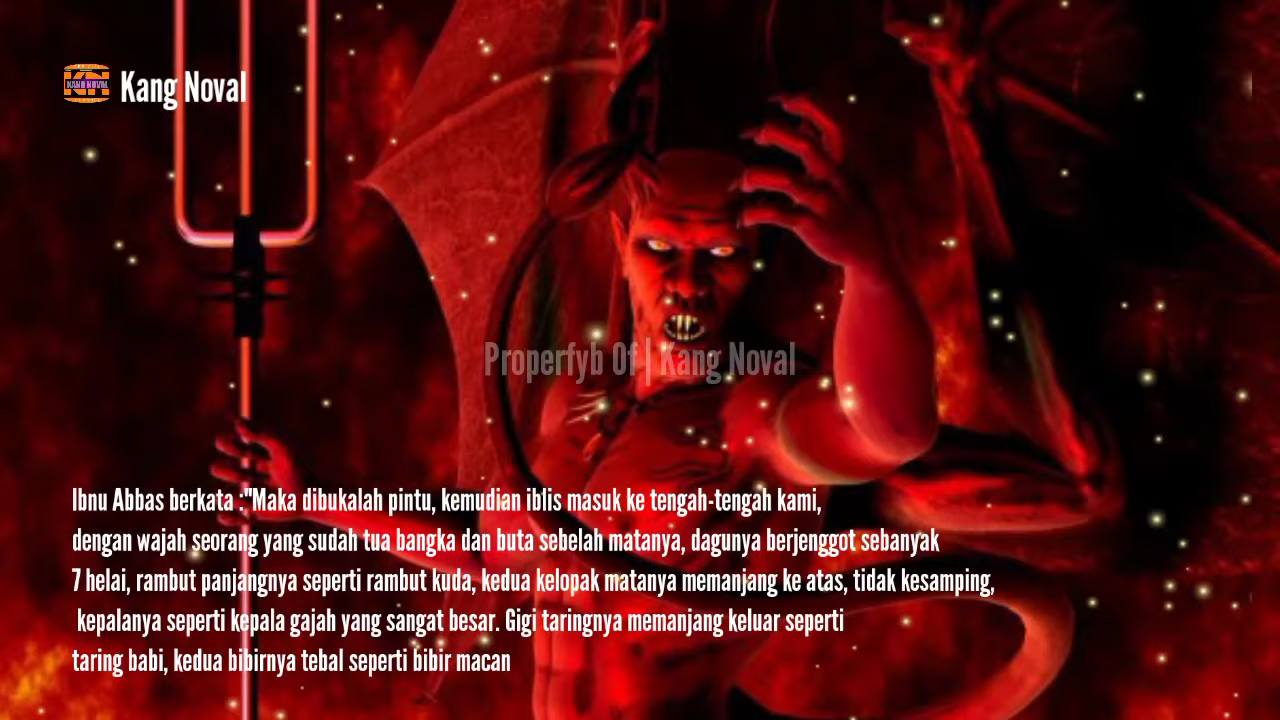 Kang Noval
Properfyb Of | Kang Noval
Ibnu Abbas berkata :"Maka dibukalah pintu, kemudian iblis masuk ke tengah-tengah kami,
dengan wajah seorang yang sudah tua bangka dan buta sebelah matanya, dagunya berjenggot sebanyak
7 helai, rambut panjangnya seperti rambut kuda, kedua kelopak matanya memanjang ke atas, tidak kesamping,
kepalanya seperti kepala gajah yang sangat besar. Gigi taringnya memanjang keluar seperti
taring babi, kedua bibirnya tebal seperti bibir macan